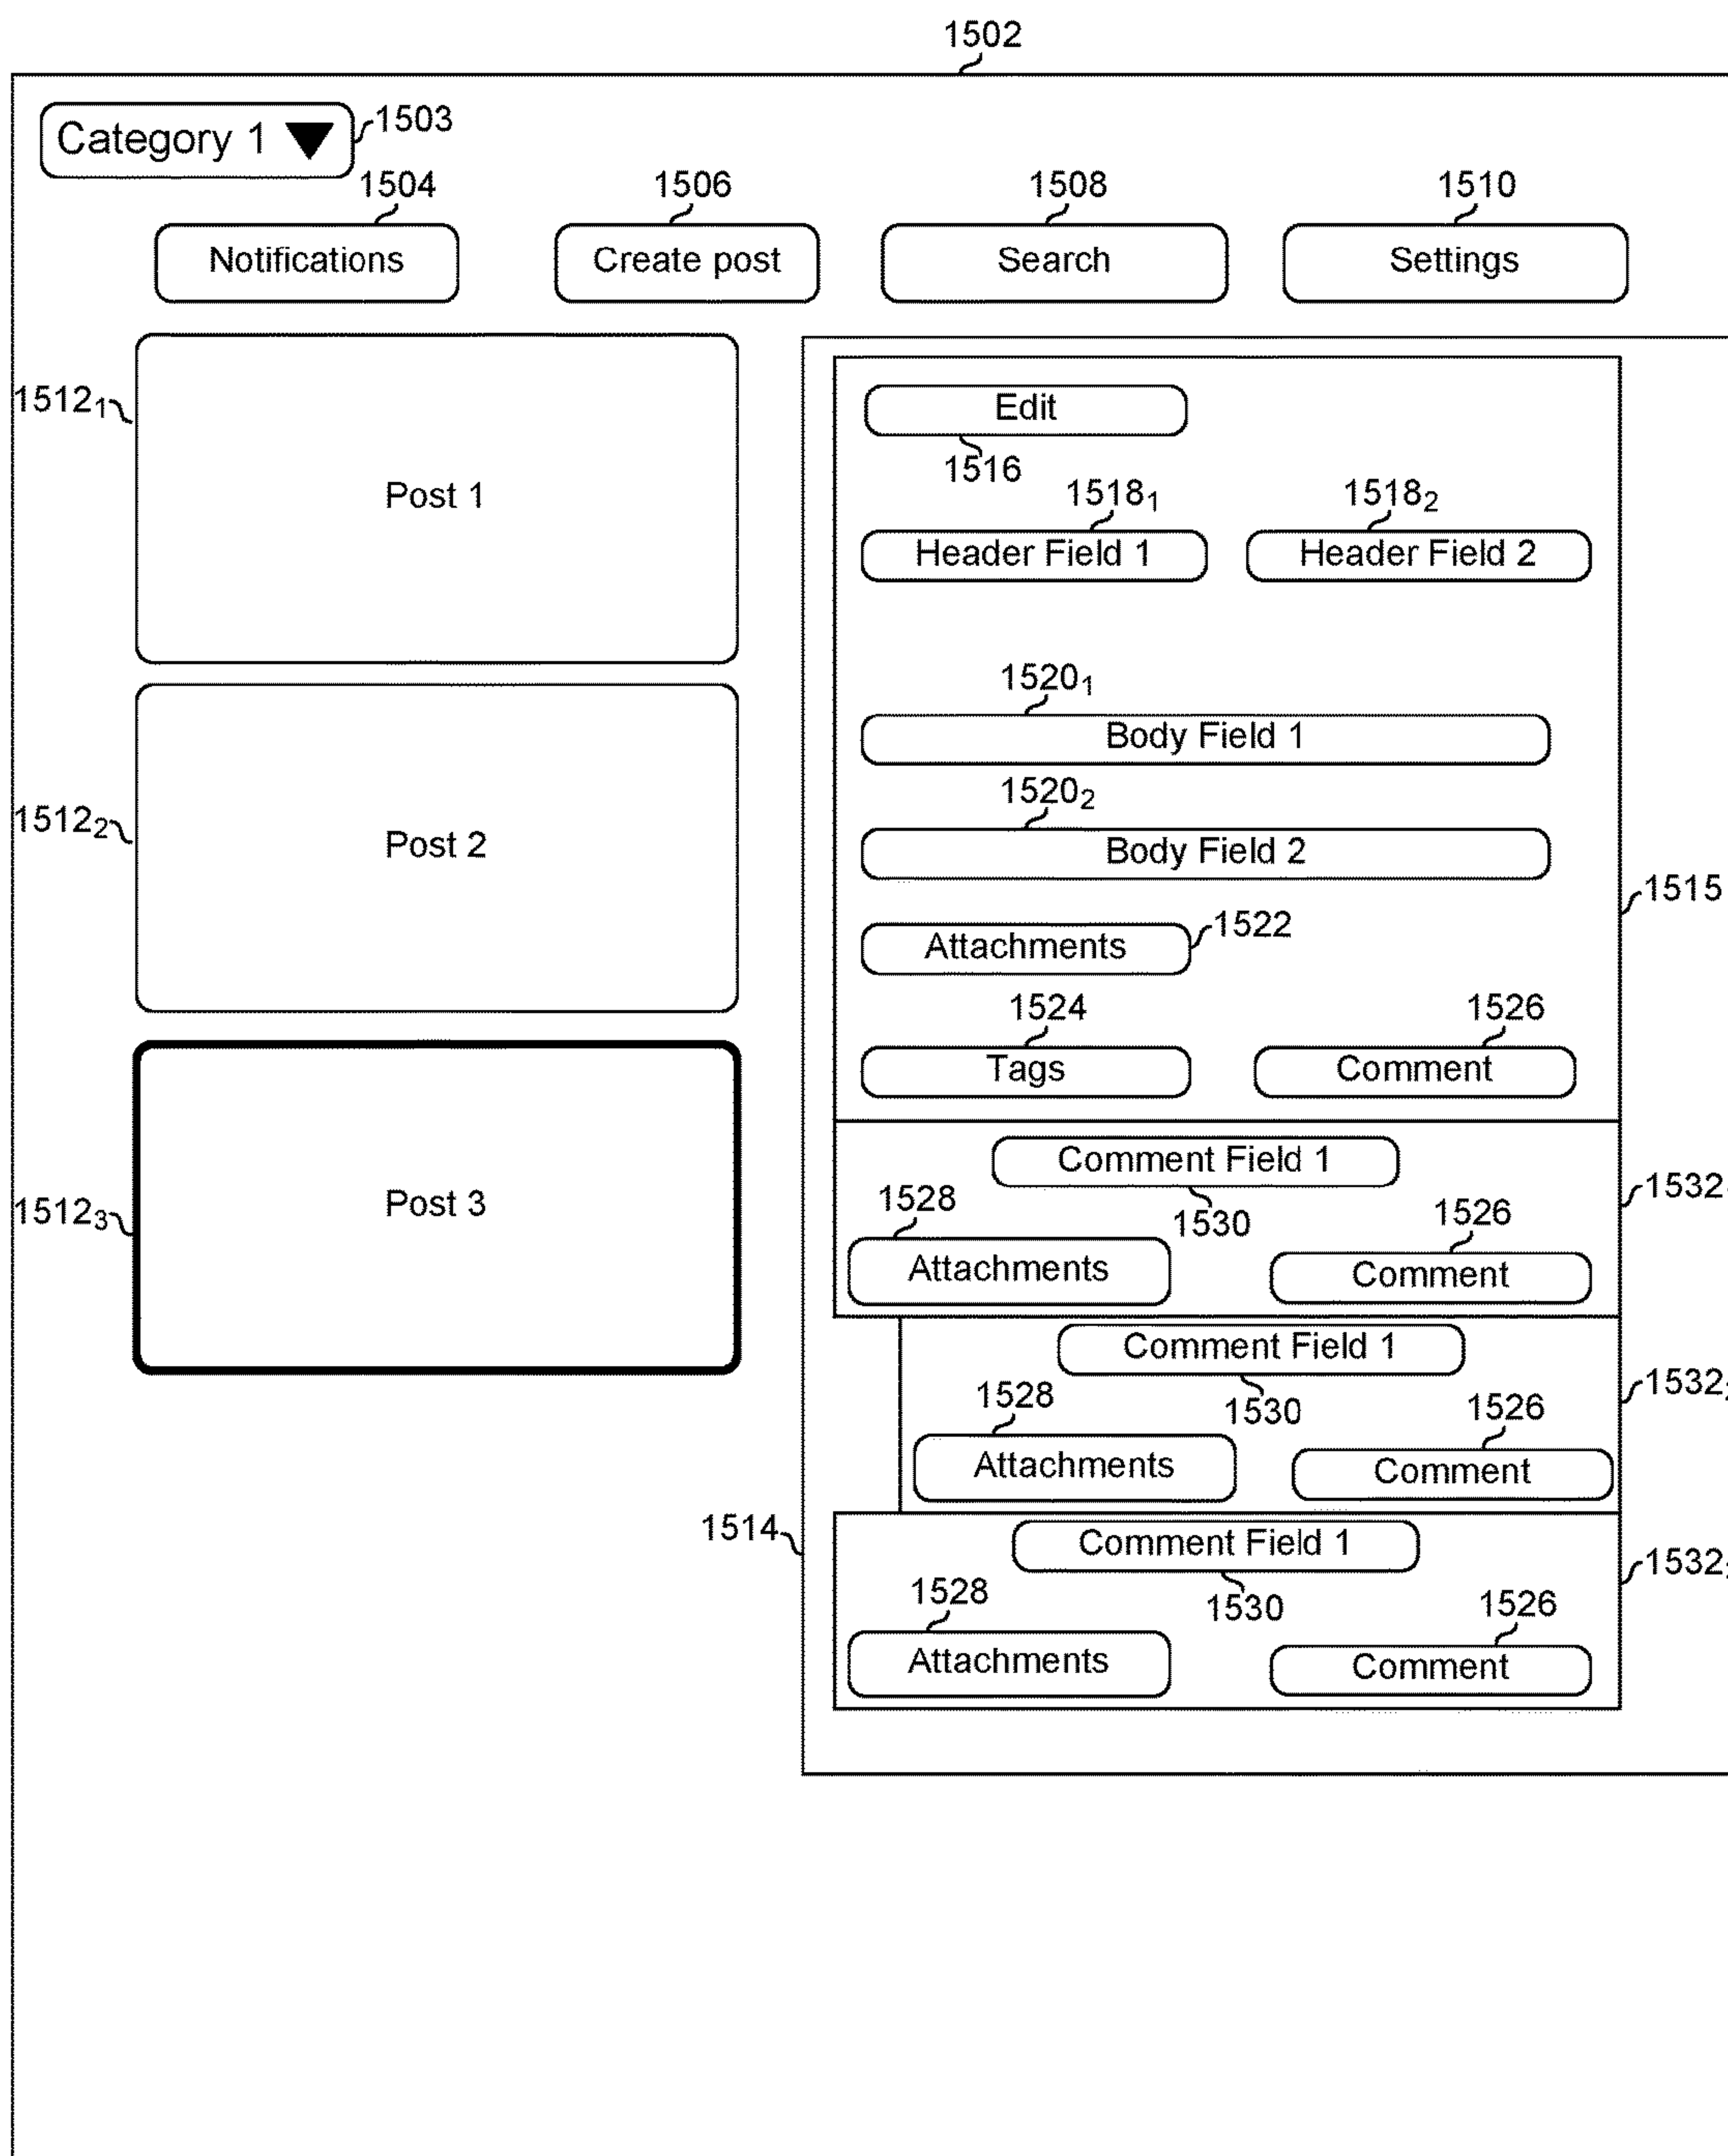 1502
Category 1
1503
1504
1506
1508
1510
Notifications
Create post
Search
Settings
1512₁
Post 1
Edit
1516
1518₁
1518₂
Header Field 1
Header Field 2
1520₁
Body Field 1
1520₂
Body Field 2
1512₂
Post 2
1515
Attachments
1522
1524
1526
Tags
Comment
1512₃
Post 3
Comment Field 1
1532
1528
1530
1526
Attachments
Comment
Comment Field 1
1532
1528
1530
1526
Attachments
Comment
1514
Comment Field 1
1532
1528
1530
1526
Attachments
Comment